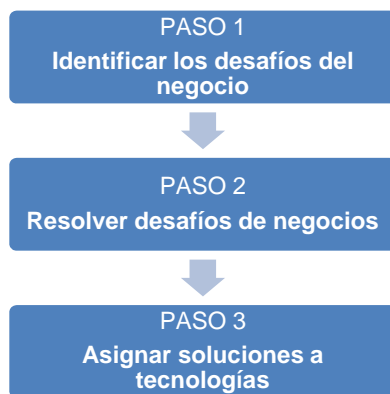 PASO 1
Identificar los desafíos del
negocio
PASO 2
Resolver desafíos de negocios
PASO 3
Asignar soluciones a
tecnologías